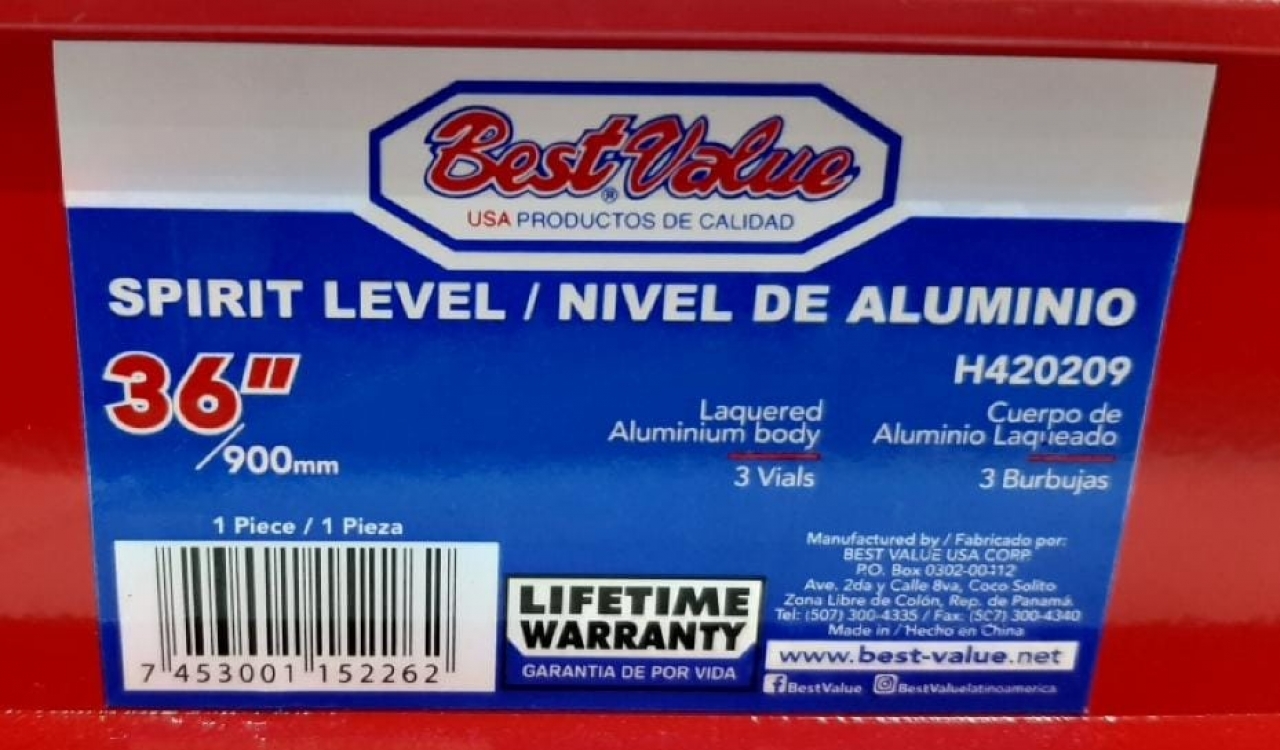 Best Value®
USA PRODUCTOS DE CALIDAD
SPIRIT LEVEL / NIVEL DE ALUMINIO
36"
/900mm
H420209
Laquered
Aluminium body
3 Vials
Cuerpo de
Aluminio Laqueado
3 Burbujas
1 Piece / 1 Pieza
7 453001 152262
LIFETIME
WARRANTY
GARANTIA DE POR VIDA
Manufactured by / Fabricado por:
BEST VALUE USA CORP.
P.O. Box 0302-00412
Ave. 2da y Calle 8va, Coco Solito
Zona Libre de Colón, Rep. de Panamá.
Tel: (507) 300-4335 / Fax: (507) 300-4340
Made in / Hecho en China
www.best-value.net
BestValue BestValuelatinoamerica